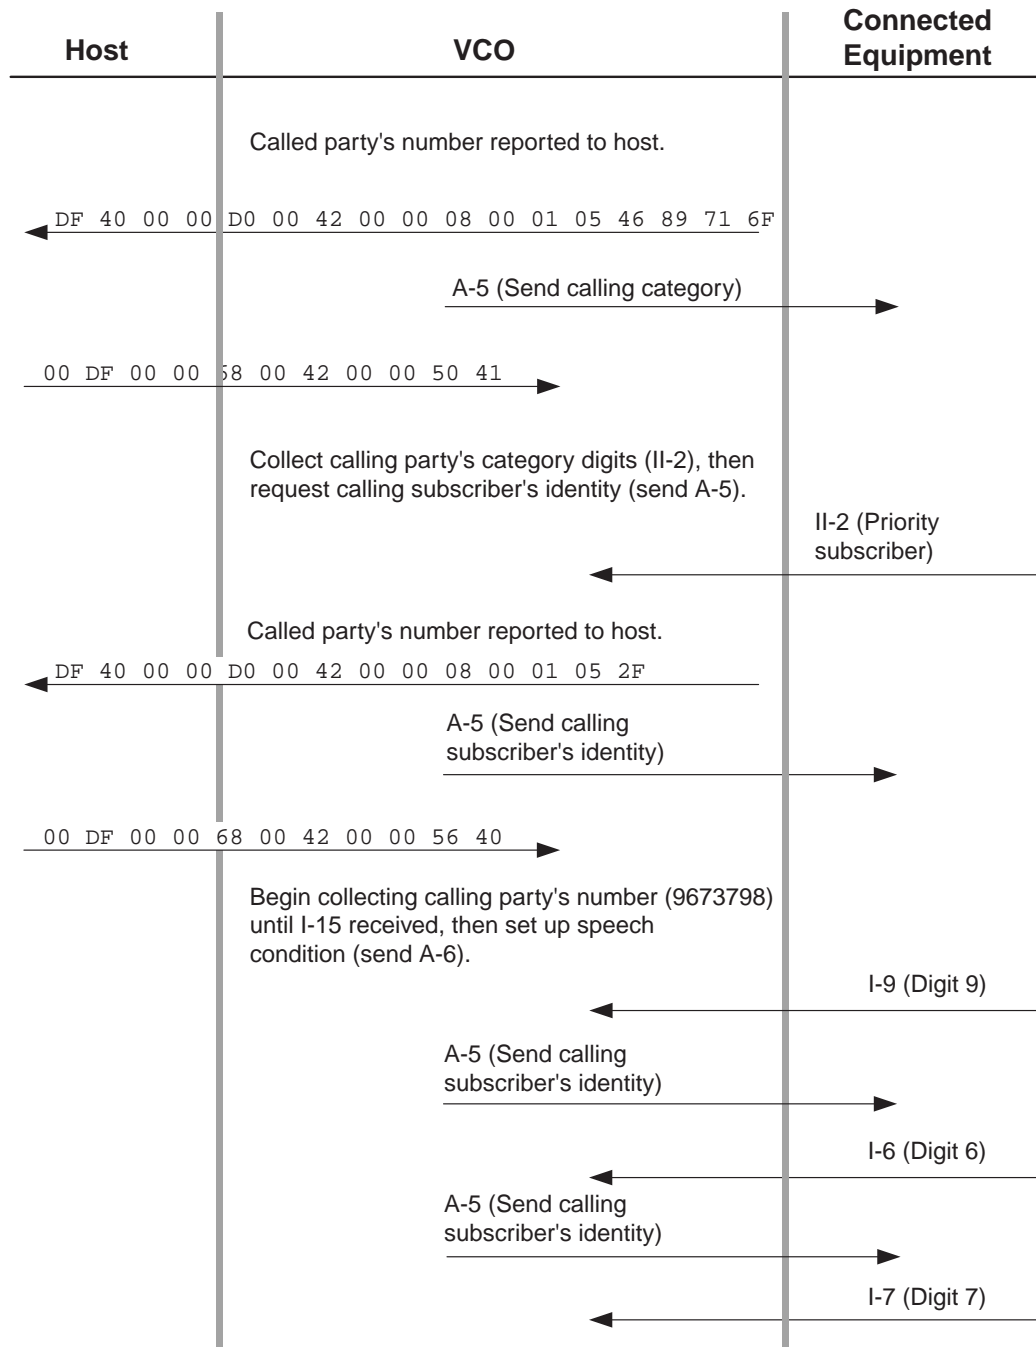 Host
VCO
Connected
Equipment
Called party's number reported to host.
DF 40 00 00 D0 00 42 00 00 08 00 01 05 46 89 71 6F
A-5 (Send calling category)
00 DF 00 00 58 00 42 00 00 50 41
Collect calling party's category digits (II-2), then
request calling subscriber's identity (send A-5).
II-2 (Priority
subscriber)
Called party's number reported to host.
DF 40 00 00 D0 00 42 00 00 08 00 01 05 2F
A-5 (Send calling
subscriber's identity)
00 DF 00 00 68 00 42 00 00 56 40
Begin collecting calling party's number (9673798)
until I-15 received, then set up speech
condition (send A-6).
I-9 (Digit 9)
A-5 (Send calling
subscriber's identity)
I-6 (Digit 6)
A-5 (Send calling
subscriber's identity)
I-7 (Digit 7)